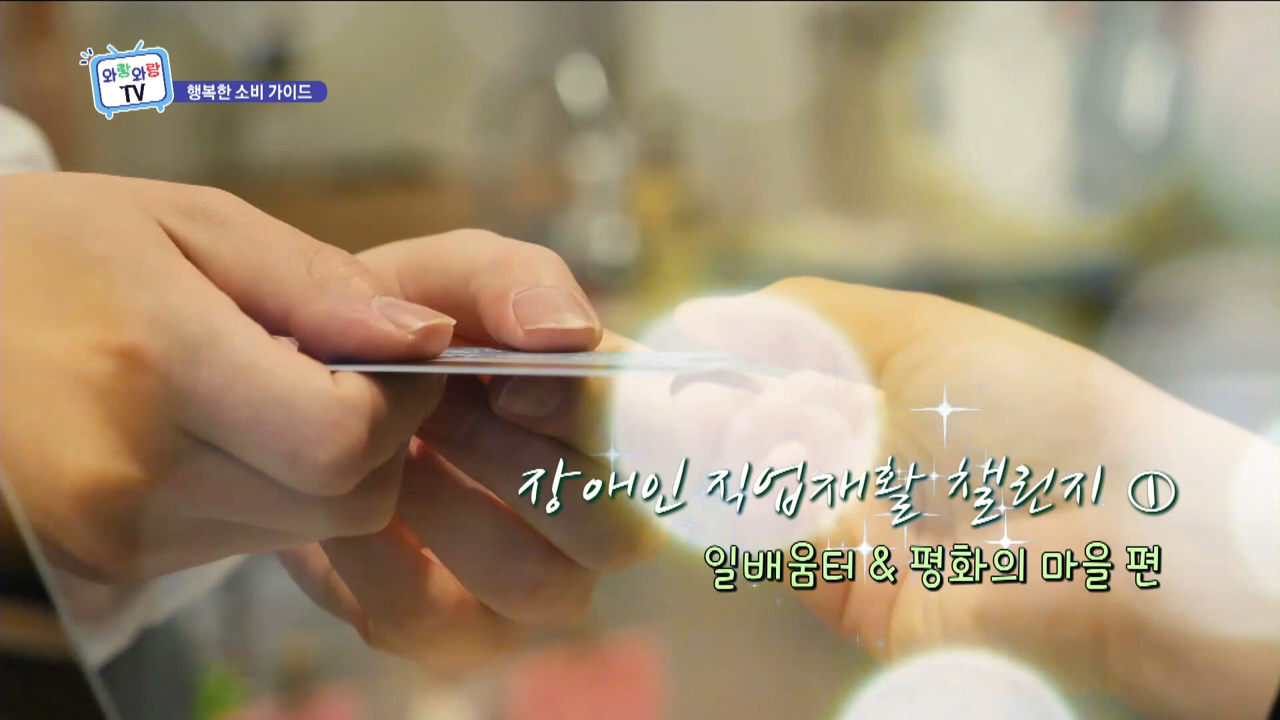 와랑와랑
TV
행복한 소비 가이드
장애인 직업재활 챌린지 ①
일배움터 & 평화의 마을 편